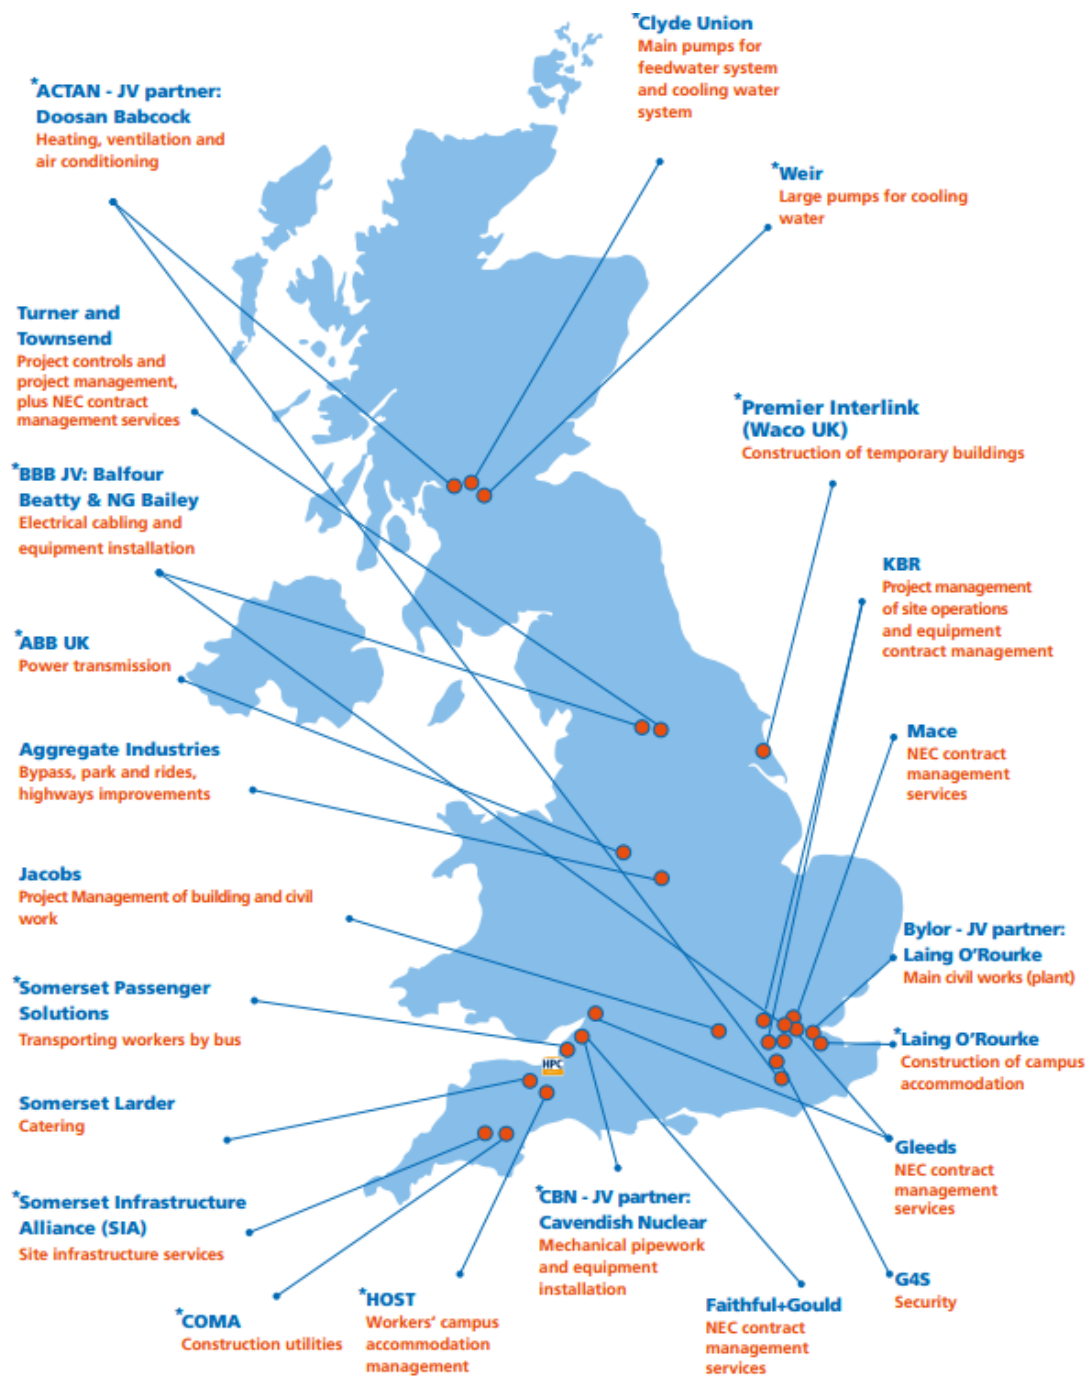 *Clyde Union
Main pumps for
feedwater system
and cooling water
system
*ACTAN - JV partner:
Doosan Babcock
Heating, ventilation and
air conditioning
*Weir
Large pumps for cooling
water
Turner and
Townsend
Project controls and
project management,
plus NEC contract
management services
*Premier Interlink
(Waco UK)
Construction of temporary buildings
*BBB JV: Balfour
Beatty & NG Bailey
Electrical cabling and
equipment installation
KBR
Project management
of site operations
and equipment
contract management
*ABB UK
Power transmission
Mace
NEC contract
management
services
Aggregate Industries
Bypass, park and rides,
highways improvements
Jacobs
Project Management of building and civil
work
Bylor - JV partner:
Laing O'Rourke
Main civil works (plant)
*Somerset Passenger
Solutions
Transporting workers by bus
*Laing O'Rourke
Construction of campus
accommodation
HPC
Somerset Larder
Catering
Gleeds
NEC contract
management
services
*Somerset Infrastructure
Alliance (SIA)
Site infrastructure services
*CBN - JV partner:
Cavendish Nuclear
Mechanical pipework
and equipment
installation
G4S
Security
*COMA
Construction utilities
*HOST
Workers' campus
accommodation
management
Faithful+Gould
NEC contract
management
services